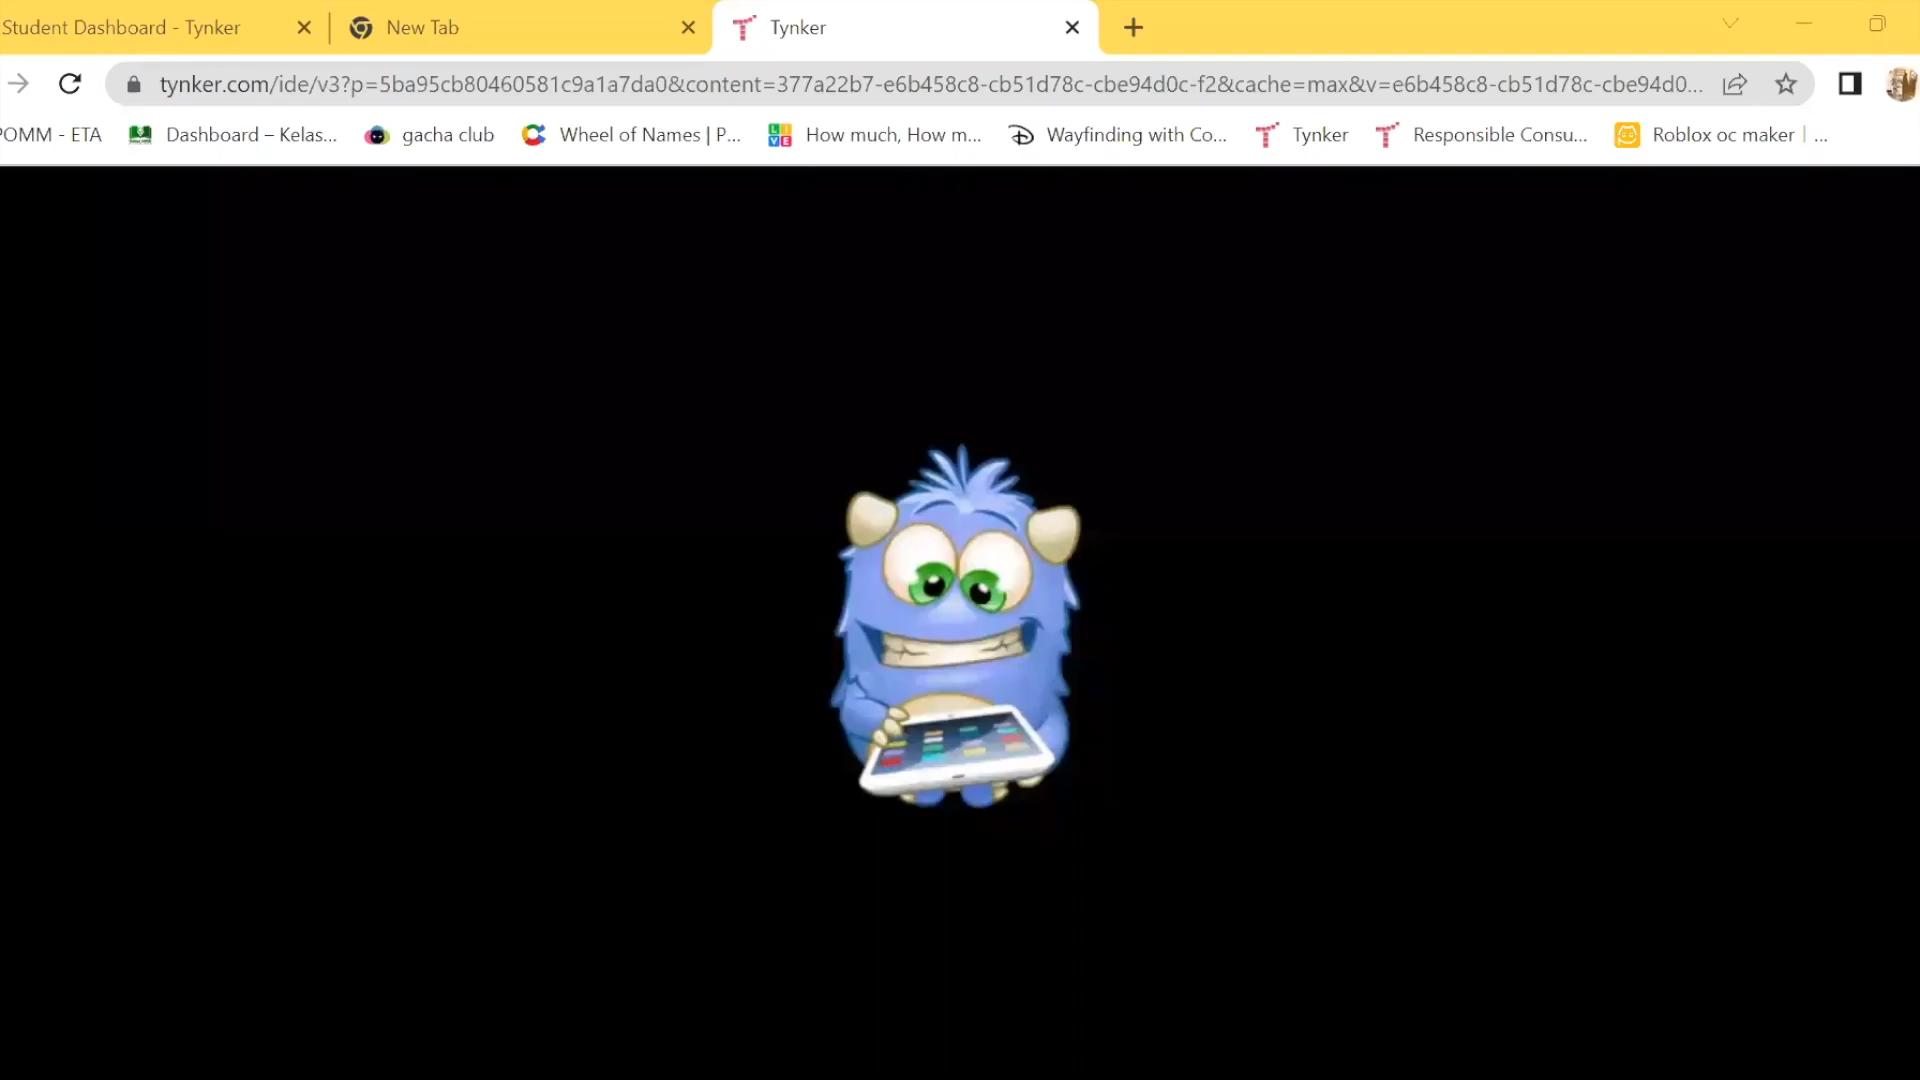 Student Dashboard - Tynker
New Tab
Tynker
tynker.com/ide/v3?p=5ba95cb80460581c9a1a7da0&content=377a22b7-e6b458c8-cb51d78c-cbe94d0c-f2&cache=max&v=e6b458c8-cb51d78c-cbe94d0...
POMM - ETA
Dashboard – Kelas...
gacha club
Wheel of Names | P...
LIVE
How much, How m...
Wayfinding with Co...
Tynker
Responsible Consu...
Roblox oc maker | ...